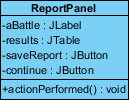 ReportPanel
-aBattle : JLabel
-results : JTable
-saveReport : JButton
-continue : JButton
+actionPerformed() : void